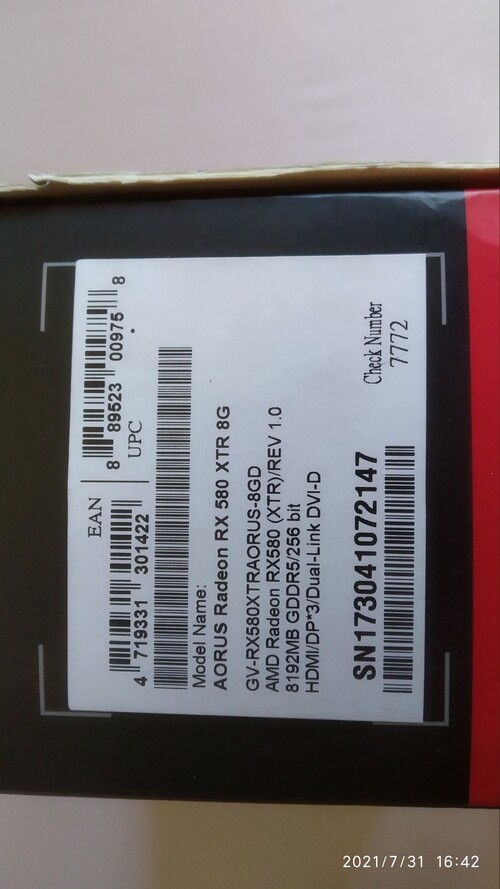 EAN
4 719331 301422
8 89523 00975 8
UPC
Model Name:
AORUS Radeon RX 580 XTR 8G
GV-RX580XTRAORUS-8GD
AMD Radeon RX580 (XTR)/REV 1.0
8192MB GDDR5/256 bit
HDMI/DP*3/Dual-Link DVI-D
SN173041072147
Check Number
7772
2021/7/31 16:42